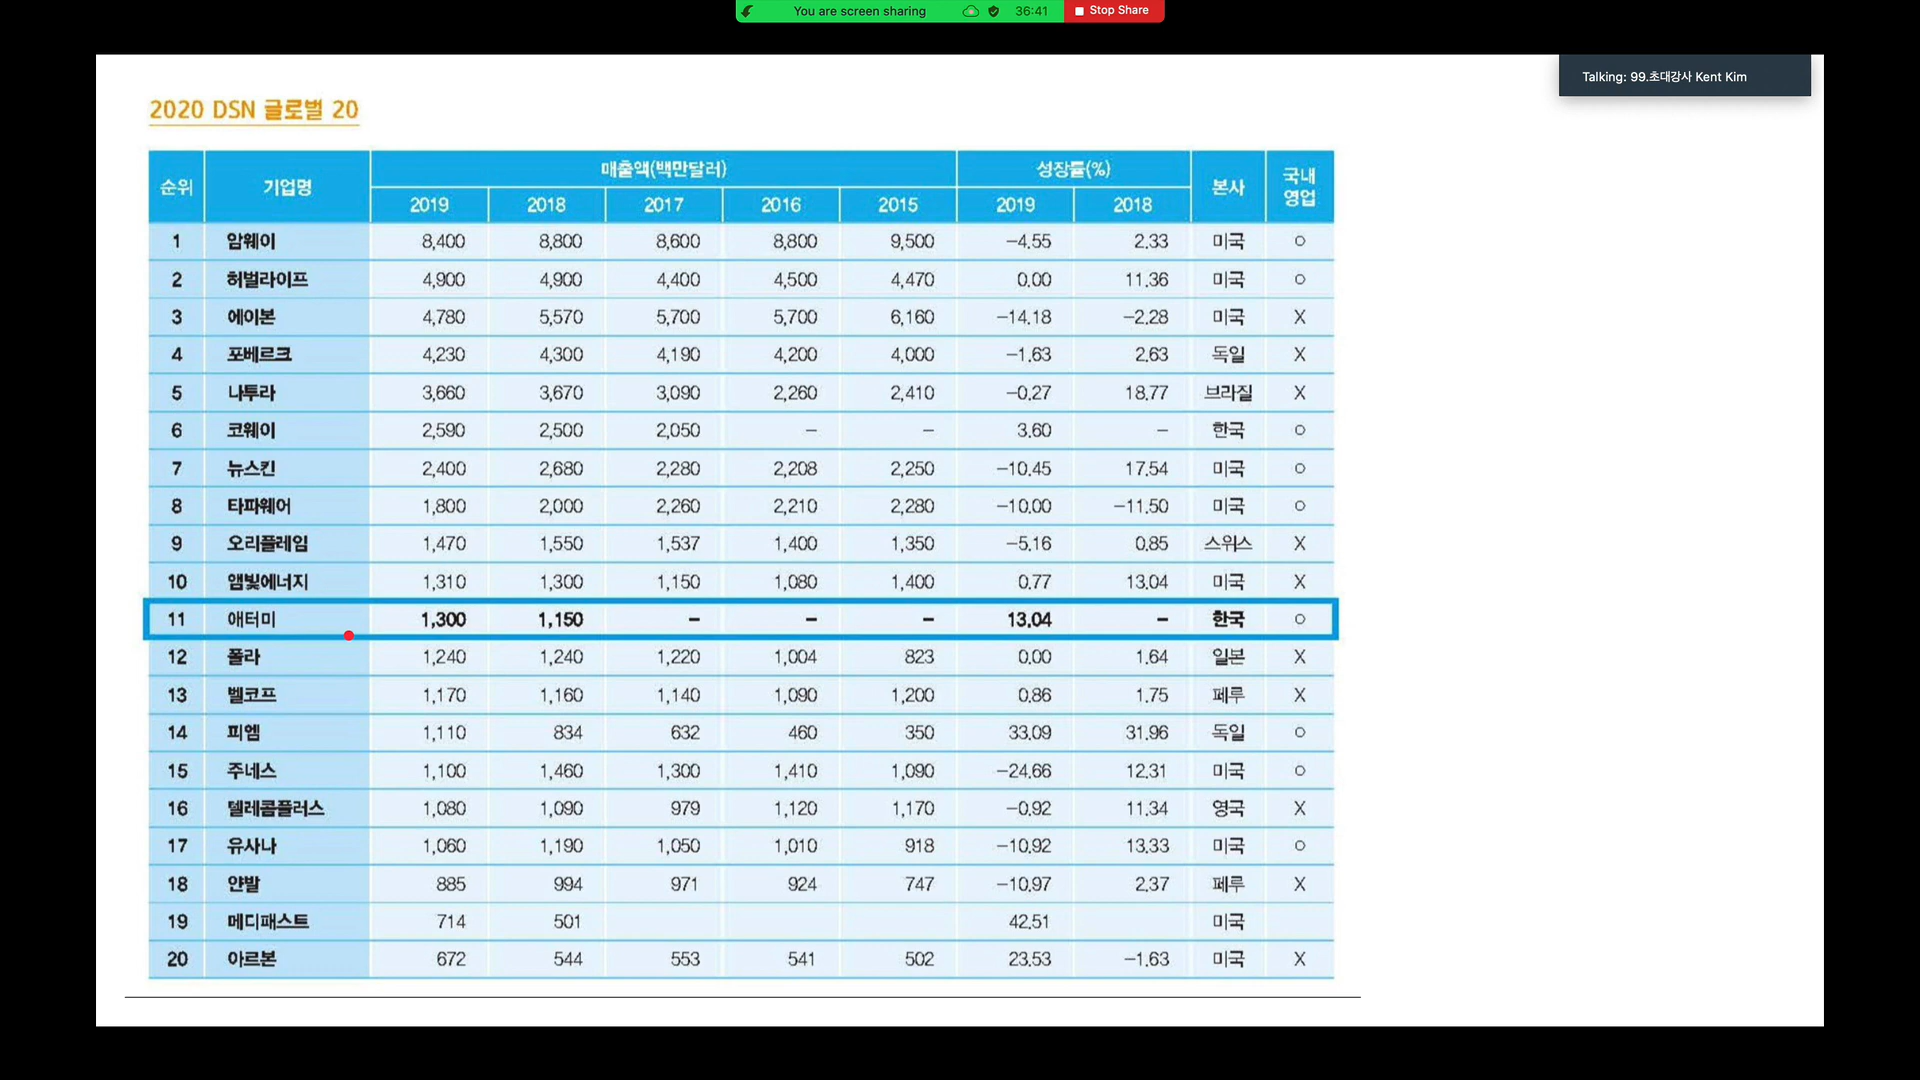 You are screen sharing 36:41 Stop Share
Talking: 99.초대강사 Kent Kim
2020 DSN 글로벌 20
순위 기업명 매출액(백만달러) 성장률(%) 본사 국내 영업
2019 2018 2017 2016 2015 2019 2018
1 암웨이 8,400 8,800 8,600 8,800 9,500 −4.55 2.33 미국 ○
2 허벌라이프 4,900 4,900 4,400 4,500 4,470 0.00 11.36 미국 ○
3 에이본 4,780 5,570 5,700 5,700 6,160 −14.18 −2.28 미국 X
4 포베르크 4,230 4,300 4,190 4,200 4,000 −1.63 2.63 독일 X
5 나투라 3,660 3,670 3,090 2,260 2,410 −0.27 18.77 브라질 X
6 코웨이 2,590 2,500 2,050 − − 3.60 − 한국 ○
7 뉴스킨 2,400 2,680 2,280 2,208 2,250 −10.45 17.54 미국 ○
8 타파웨어 1,800 2,000 2,260 2,210 2,280 −10.00 −11.50 미국 ○
9 오리플레임 1,470 1,550 1,537 1,400 1,350 −5.16 0.85 스위스 X
10 앰빛에너지 1,310 1,300 1,150 1,080 1,400 0.77 13.04 미국 X
11 애터미 1,300 1,150 − − − 13.04 − 한국 ○
12 폴라 1,240 1,240 1,220 1,004 823 0.00 1.64 일본 X
13 벨코프 1,170 1,160 1,140 1,090 1,200 0.86 1.75 페루 X
14 피엠 1,110 834 632 460 350 33.09 31.96 독일 ○
15 주네스 1,100 1,460 1,300 1,410 1,090 −24.66 12.31 미국 ○
16 텔레콤플러스 1,080 1,090 979 1,120 1,170 −0.92 11.34 영국 X
17 유사나 1,060 1,190 1,050 1,010 918 −10.92 13.33 미국 ○
18 얀발 885 994 971 924 747 −10.97 2.37 페루 X
19 메디패스트 714 501 42.51 미국
20 아르본 672 544 553 541 502 23.53 −1.63 미국 X